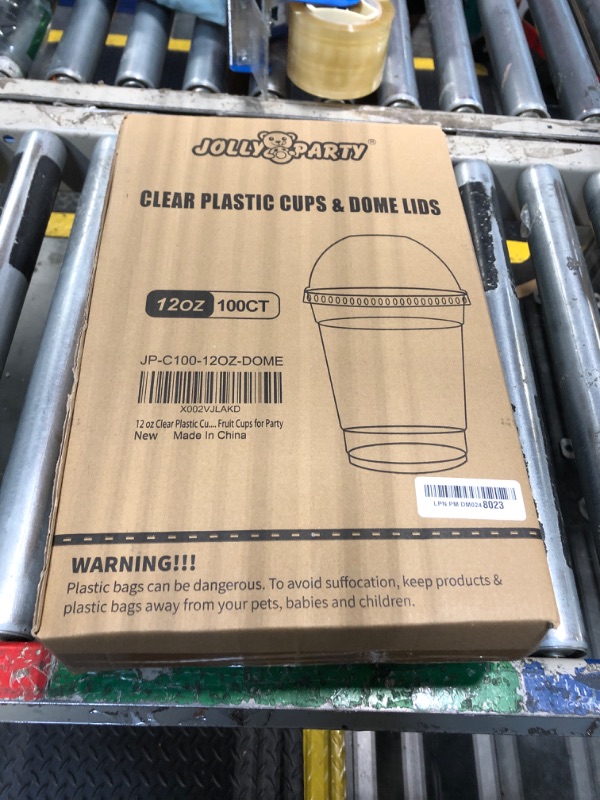 JOLLY PARTY®
CLEAR PLASTIC CUPS & DOME LIDS
12OZ 100CT
JP-C100-12OZ-DOME
X002VJLAKD
12 oz Clear Plastic Cu.... Fruit Cups for Party
New Made In China
LPN PM DM0248023
WARNING!!!
Plastic bags can be dangerous. To avoid suffocation, keep products &
plastic bags away from your pets, babies and children.